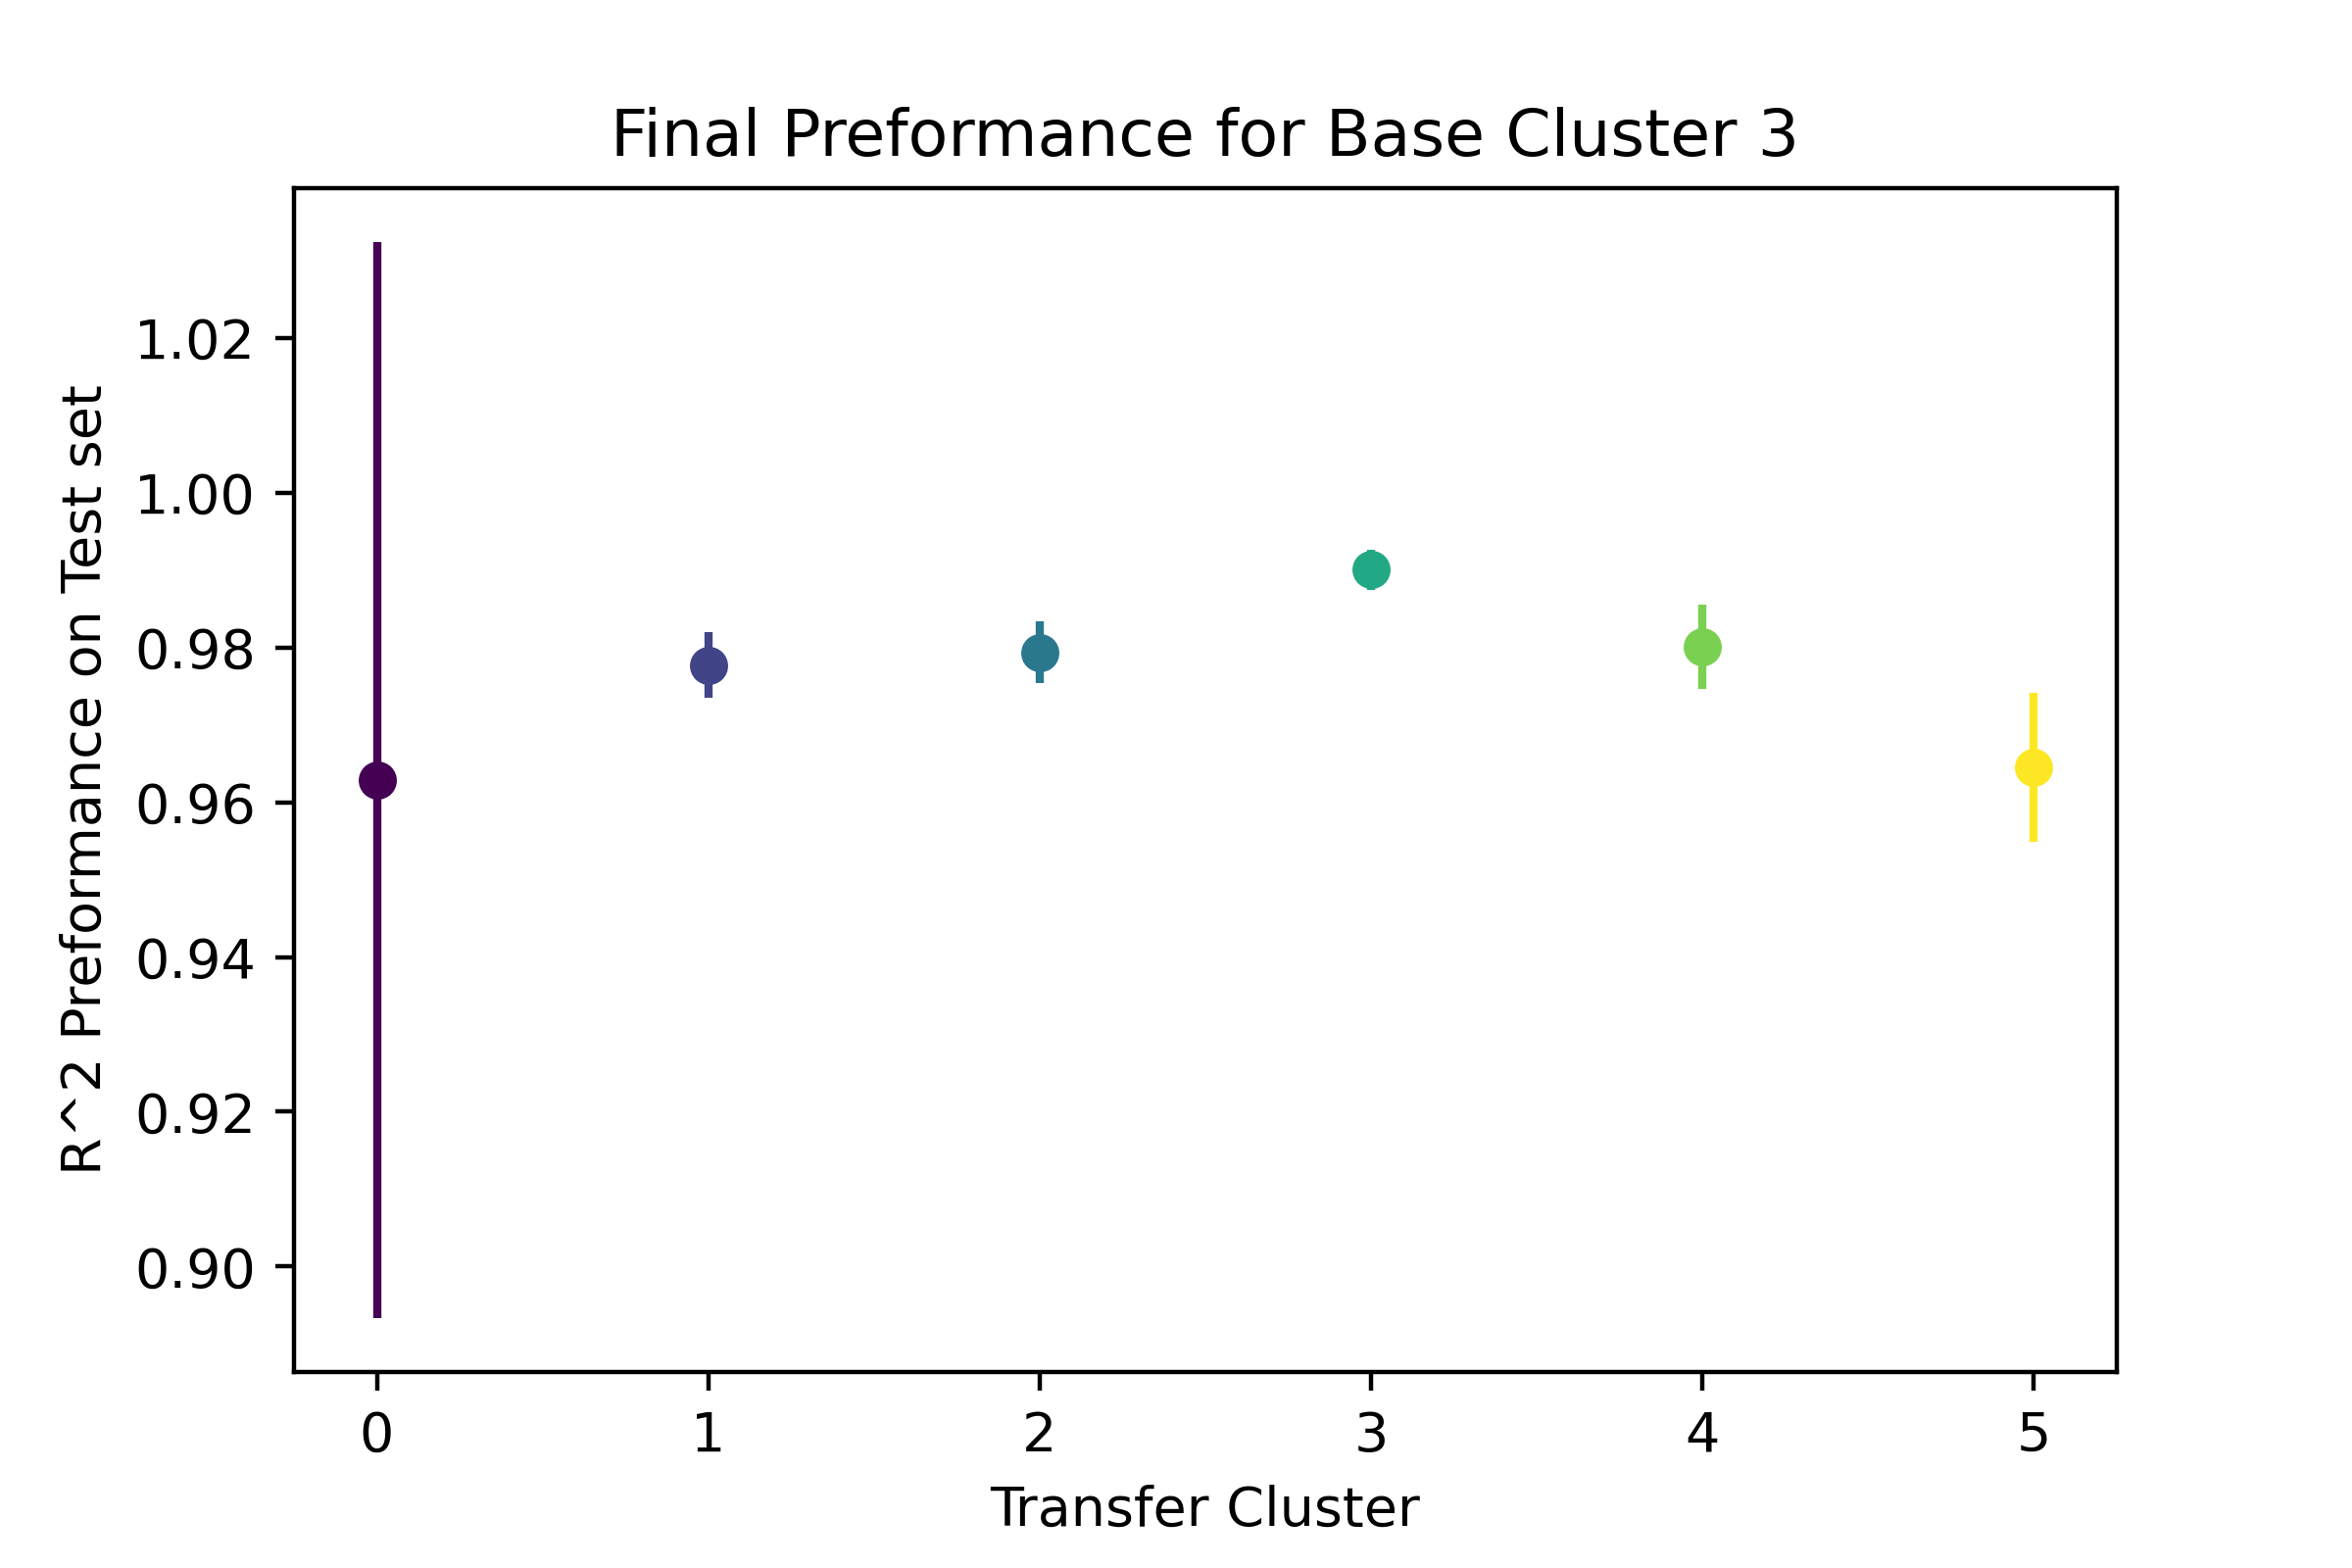 Final Preformance for Base Cluster 3
R^2 Preformance on Test set
1.02
1.00
0.98
0.96
0.94
0.92
0.90
0 1 2 3 4 5
Transfer Cluster